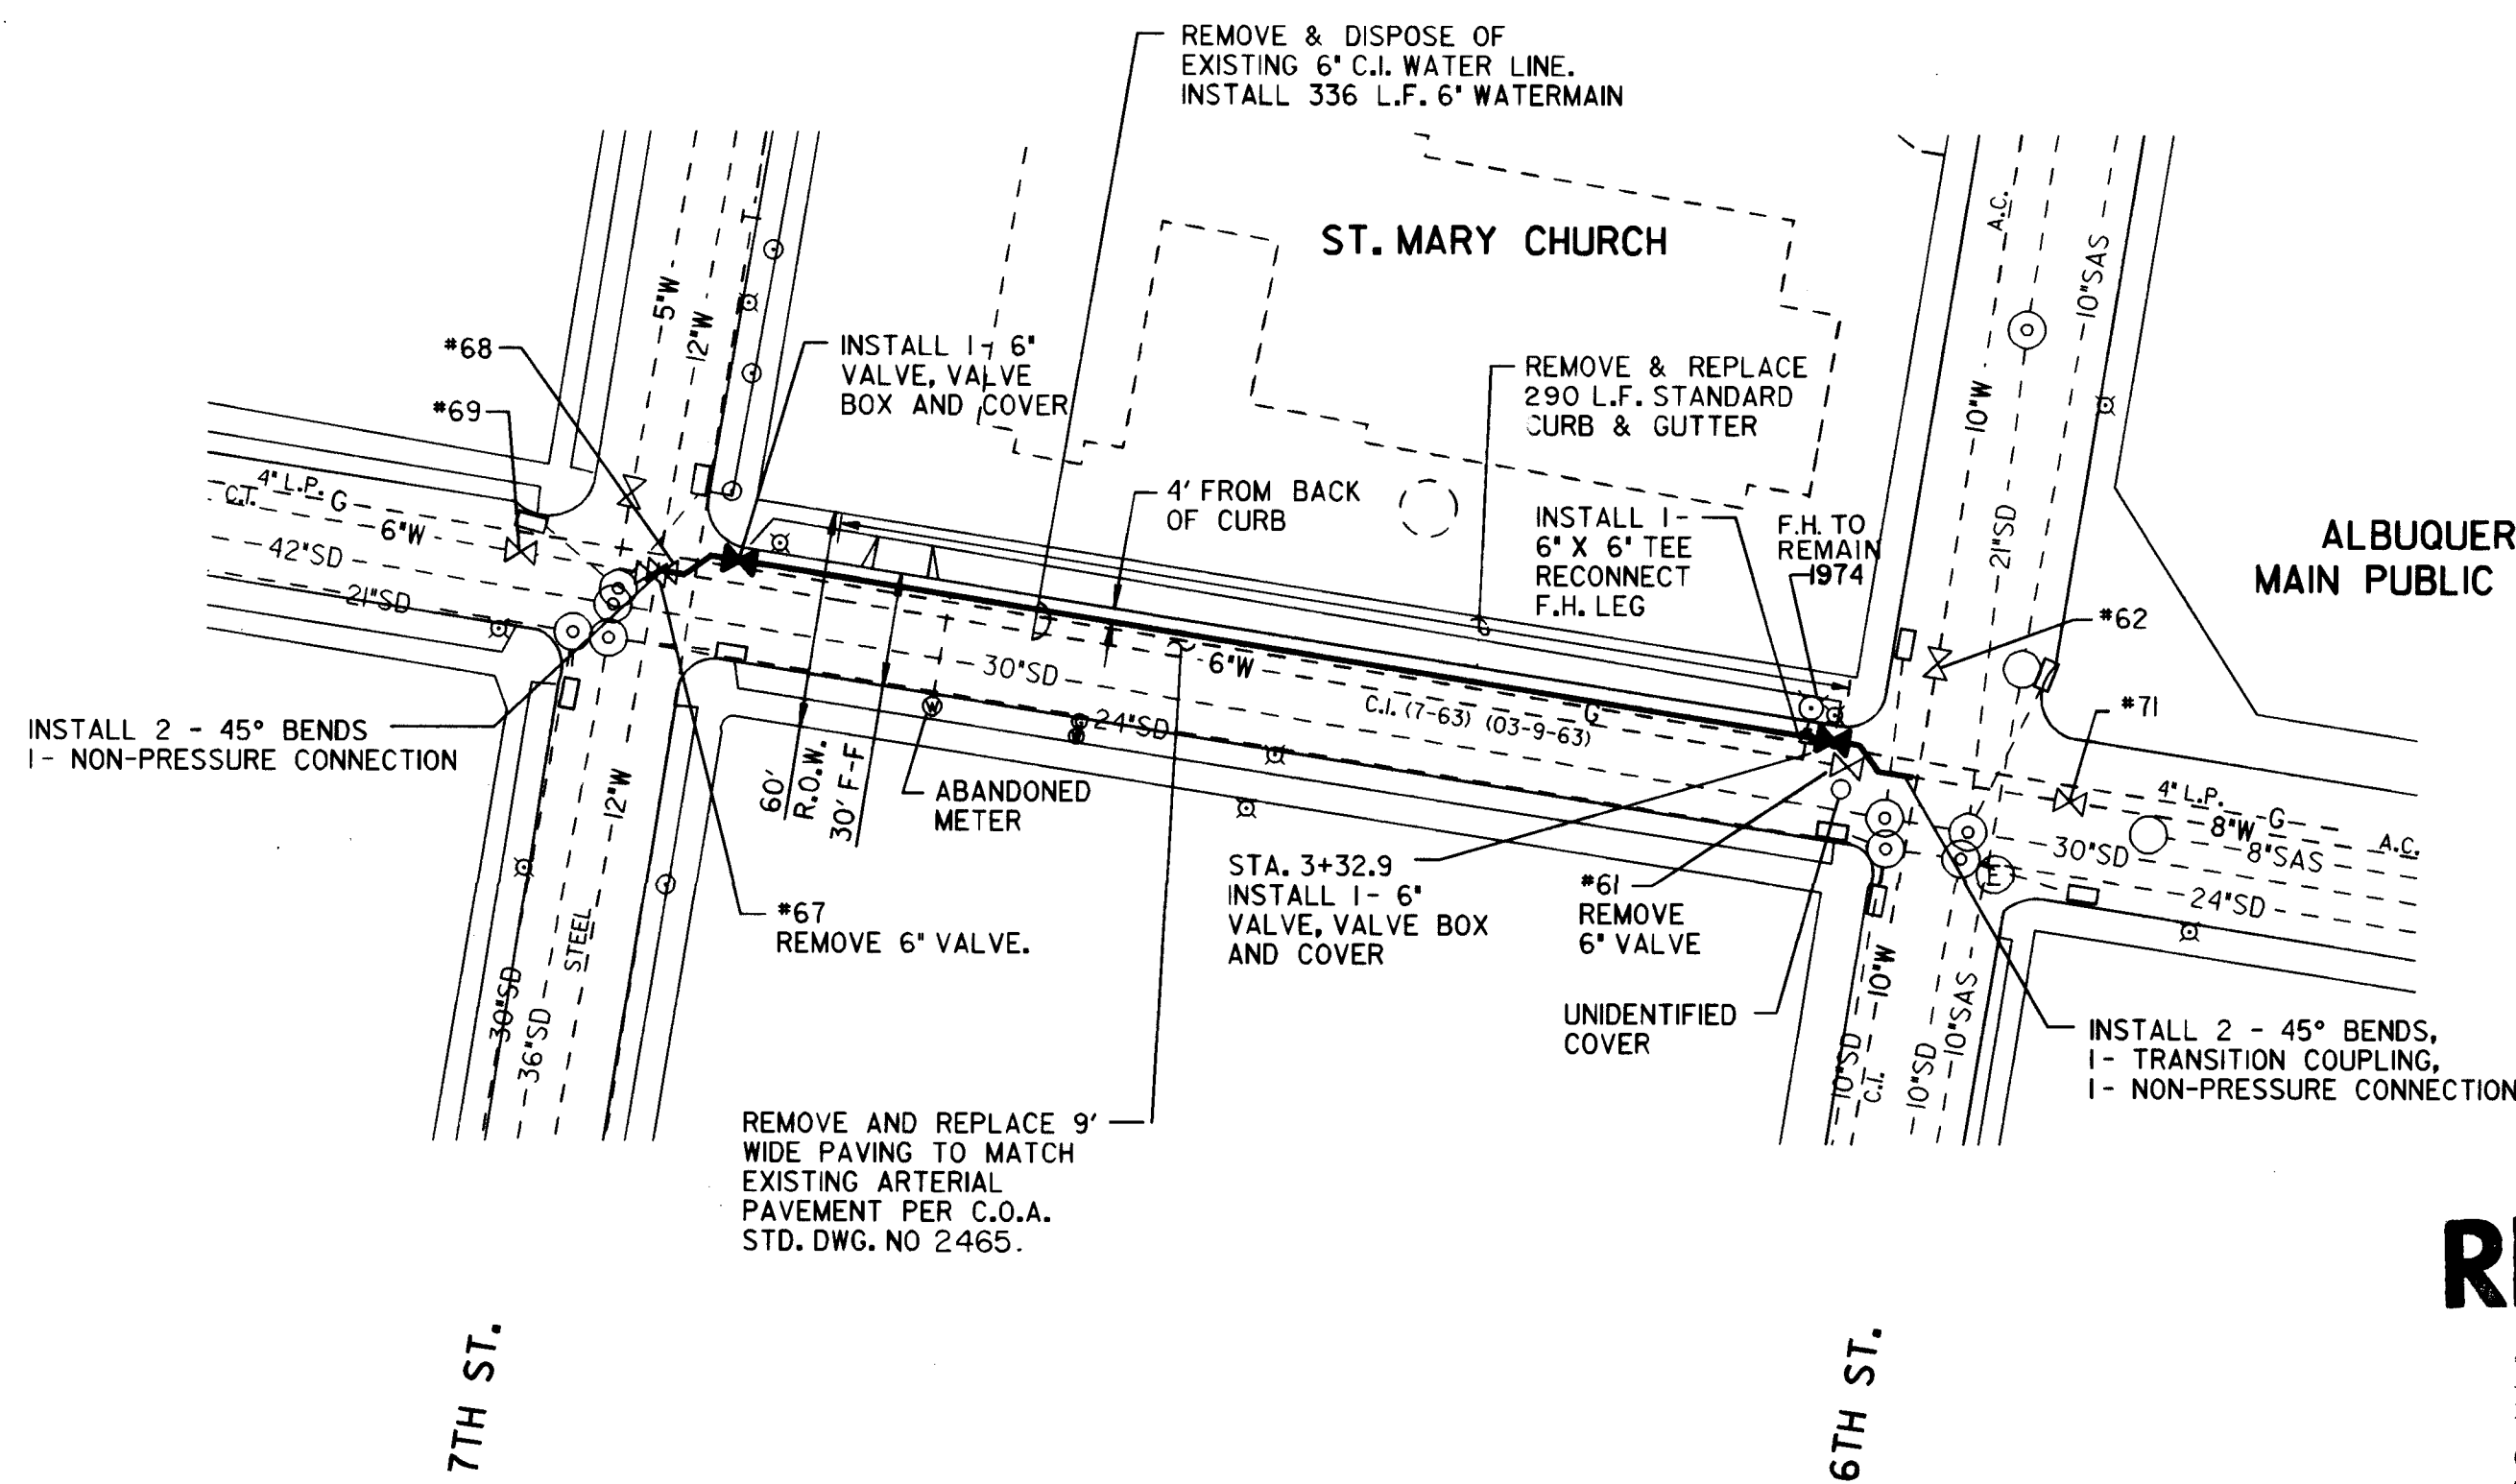 REMOVE & DISPOSE OF
EXISTING 6" C.I. WATER LINE.
INSTALL 336 L.F. 6" WATERMAIN
ST. MARY CHURCH
A.C.
T
5"W
12"W
10"SAS
#68
INSTALL 1- 6"
VALVE, VALVE
BOX AND COVER
#69
REMOVE & REPLACE
290 L.F. STANDARD
CURB & GUTTER
10"W
21"SD
4" L.P. G
C.T.
6"W
42"SD
21"SD
4' FROM BACK
OF CURB
INSTALL 1-
6" X 6" TEE
RECONNECT
F.H. LEG
F.H. TO
REMAIN
1974
ALBUQUER
MAIN PUBLIC
#62
6"W
30"SD
C.I. (7-63) (03-9-63)
G
24"SD
W
G
#71
INSTALL 2 - 45° BENDS
1- NON-PRESSURE CONNECTION
60'
R.O.W.
30' F-F
12"W
ABANDONED
METER
4" L.P. G
8"W
8"SAS
A.C.
30"SD
E
24"SD
STA. 3+32.9
INSTALL 1- 6"
VALVE, VALVE BOX
AND COVER
#61
REMOVE
6" VALVE
#67
REMOVE 6" VALVE.
STEEL
30"SD
36"SD
10"W
10"SD
C.I.
10"SD
10"SAS
UNIDENTIFIED
COVER
INSTALL 2 - 45° BENDS,
1- TRANSITION COUPLING,
1- NON-PRESSURE CONNECTION
REMOVE AND REPLACE 9'
WIDE PAVING TO MATCH
EXISTING ARTERIAL
PAVEMENT PER C.O.A.
STD. DWG. NO 2465.
7TH ST.
6TH ST.